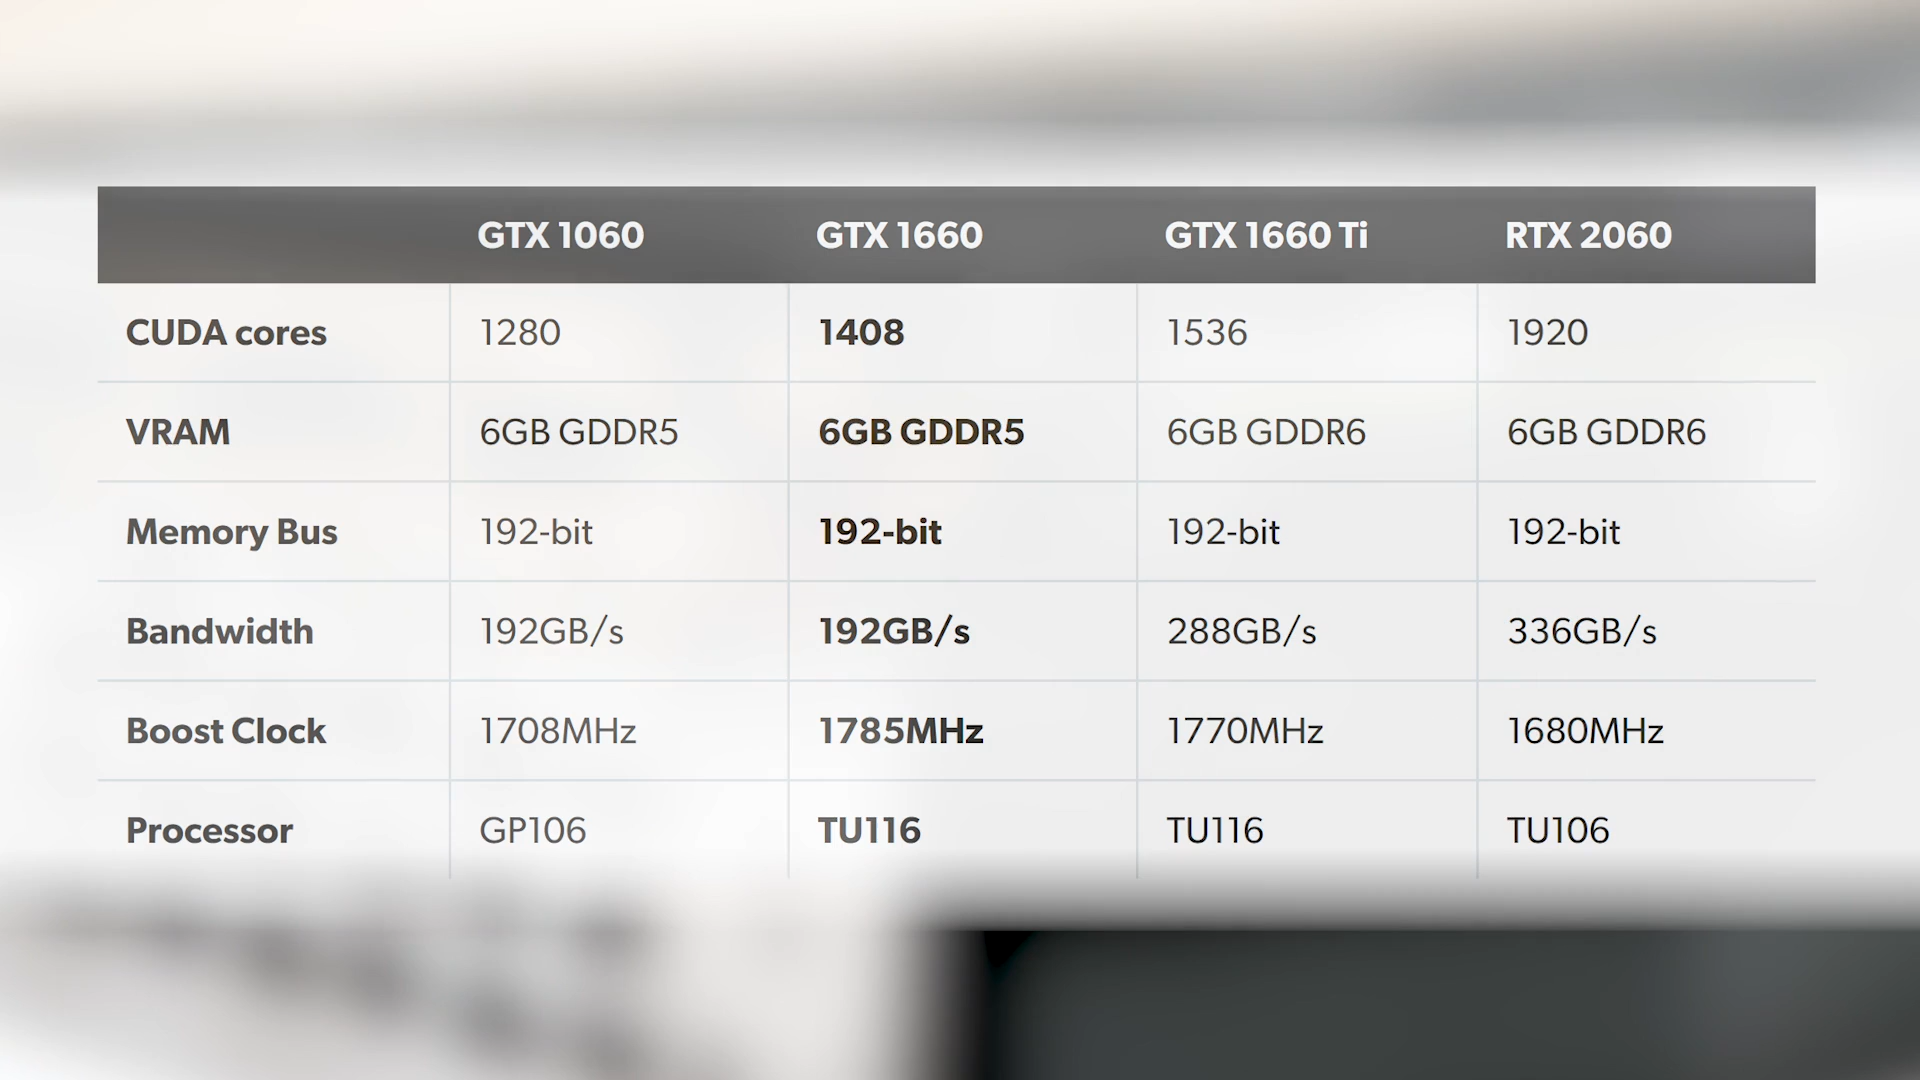 GTX 1060 GTX 1660 GTX 1660 Ti RTX 2060
CUDA cores 1280 1408 1536 1920
VRAM 6GB GDDR5 6GB GDDR5 6GB GDDR6 6GB GDDR6
Memory Bus 192-bit 192-bit 192-bit 192-bit
Bandwidth 192GB/s 192GB/s 288GB/s 336GB/s
Boost Clock 1708MHz 1785MHz 1770MHz 1680MHz
Processor GP106 TU116 TU116 TU106